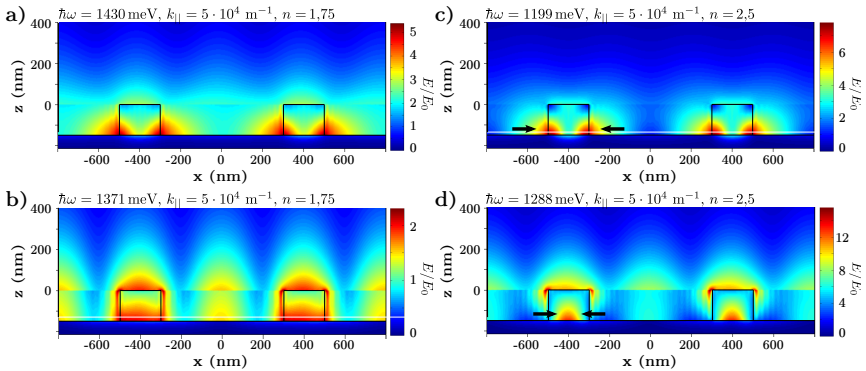 a) ħω = 1430 meV, k|| = 5 · 10⁴ m⁻¹, n = 1,75
400
200
0
z (nm)
-600 -400 -200 0 200 400 600
x (nm)
5
4
3
2
1
0
E/E₀
c) ħω = 1199 meV, k|| = 5 · 10⁴ m⁻¹, n = 2,5
400
200
0
z (nm)
-600 -400 -200 0 200 400 600
x (nm)
6
4
2
0
E/E₀
b) ħω = 1371 meV, k|| = 5 · 10⁴ m⁻¹, n = 1,75
400
200
0
z (nm)
-600 -400 -200 0 200 400 600
x (nm)
2
1
0
E/E₀
d) ħω = 1288 meV, k|| = 5 · 10⁴ m⁻¹, n = 2,5
400
200
0
z (nm)
-600 -400 -200 0 200 400 600
x (nm)
12
8
4
0
E/E₀